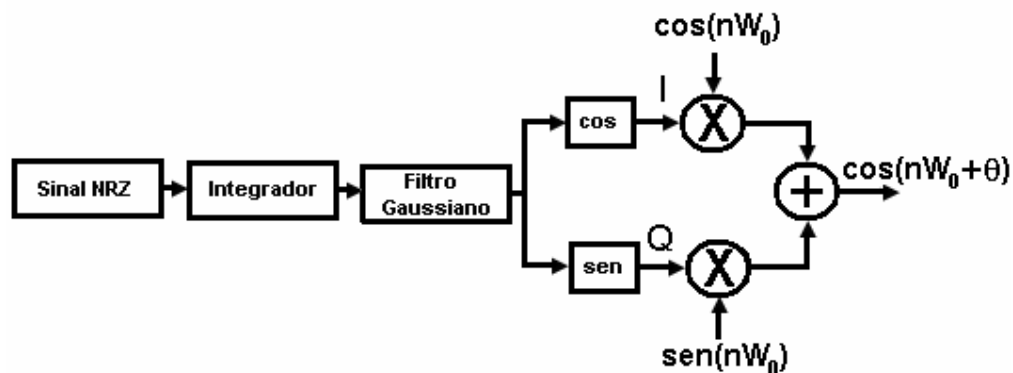 cos(nW₀)
I
cos
X
Sinal NRZ
Integrador
Filtro
Gaussiano
+
cos(nW₀+θ)
Q
sen
X
sen(nW₀)